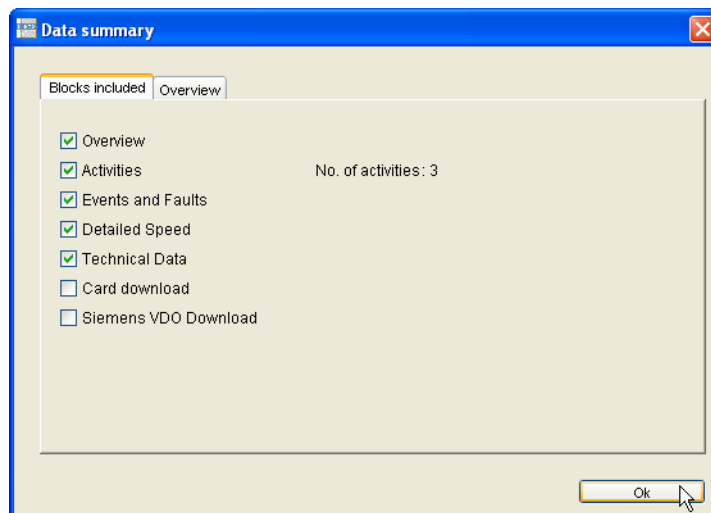 Data summary
Blocks included
Overview
Overview
Activities
No. of activities: 3
Events and Faults
Detailed Speed
Technical Data
Card download
Siemens VDO Download
Ok